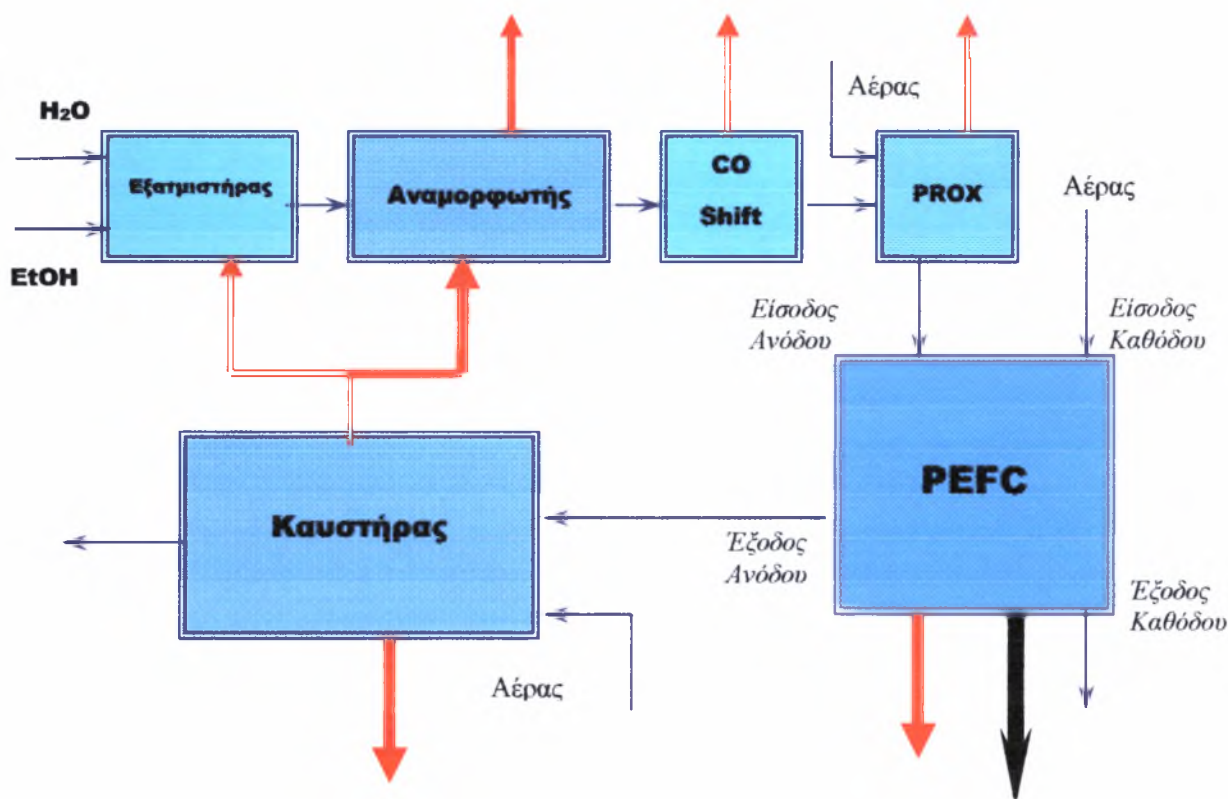 Αέρας
H₂O
Εξατμιστήρας
Αναμορφωτής
CO
Shift
PROX
Αέρας
EtOH
Είσοδος
Ανόδου
Είσοδος
Καθόδου
PEFC
Καυστήρας
Έξοδος
Ανόδου
Έξοδος
Καθόδου
Αέρας